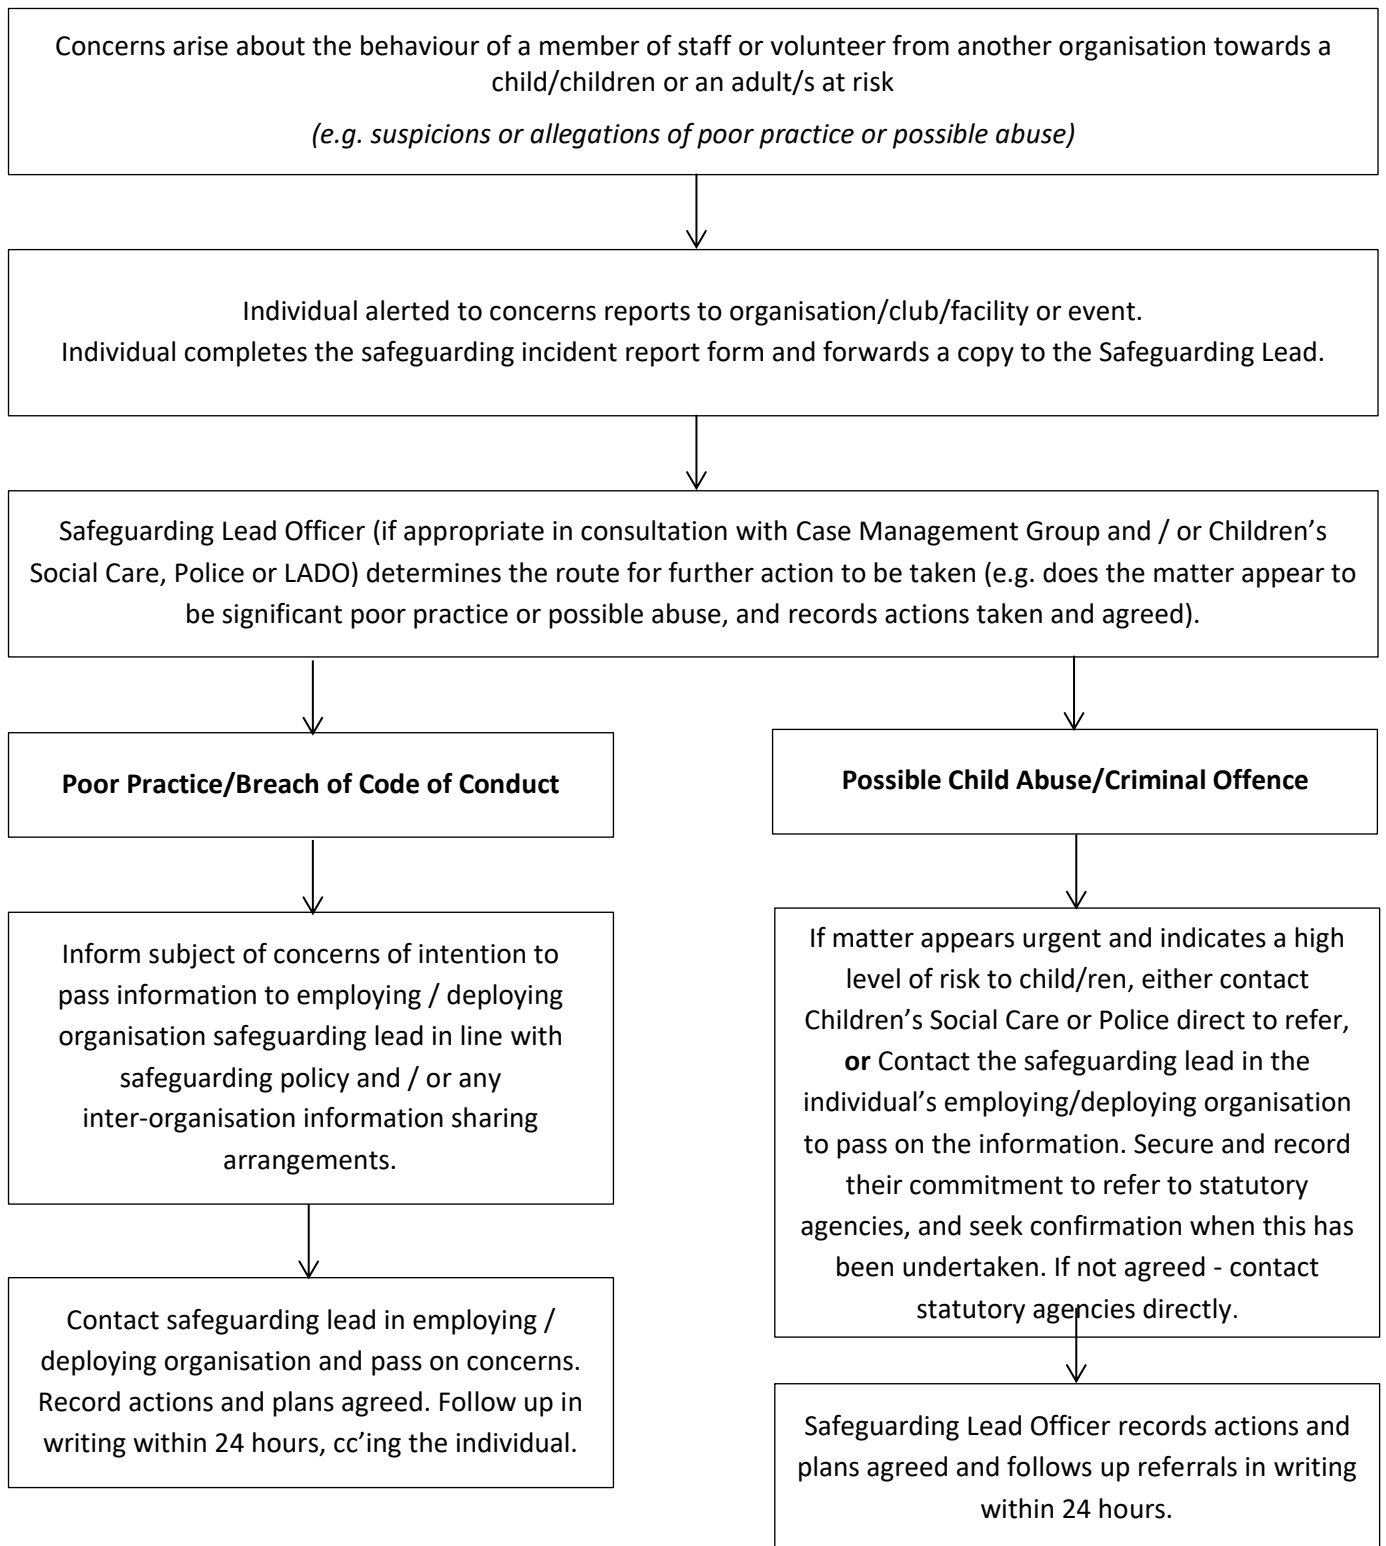 Concerns arise about the behaviour of a member of staff or volunteer from another organisation towards a
child/children or an adult/s at risk
(e.g. suspicions or allegations of poor practice or possible abuse)
Individual alerted to concerns reports to organisation/club/facility or event.
Individual completes the safeguarding incident report form and forwards a copy to the Safeguarding Lead.
Safeguarding Lead Officer (if appropriate in consultation with Case Management Group and / or Children’s
Social Care, Police or LADO) determines the route for further action to be taken (e.g. does the matter appear to
be significant poor practice or possible abuse, and records actions taken and agreed).
Poor Practice/Breach of Code of Conduct
Inform subject of concerns of intention to
pass information to employing / deploying
organisation safeguarding lead in line with
safeguarding policy and / or any
inter-organisation information sharing
arrangements.
Contact safeguarding lead in employing /
deploying organisation and pass on concerns.
Record actions and plans agreed. Follow up in
writing within 24 hours, cc’ing the individual.
Possible Child Abuse/Criminal Offence
If matter appears urgent and indicates a high
level of risk to child/ren, either contact
Children’s Social Care or Police direct to refer,
or Contact the safeguarding lead in the
individual’s employing/deploying organisation
to pass on the information. Secure and record
their commitment to refer to statutory
agencies, and seek confirmation when this has
been undertaken. If not agreed - contact
statutory agencies directly.
Safeguarding Lead Officer records actions and
plans agreed and follows up referrals in writing
within 24 hours.